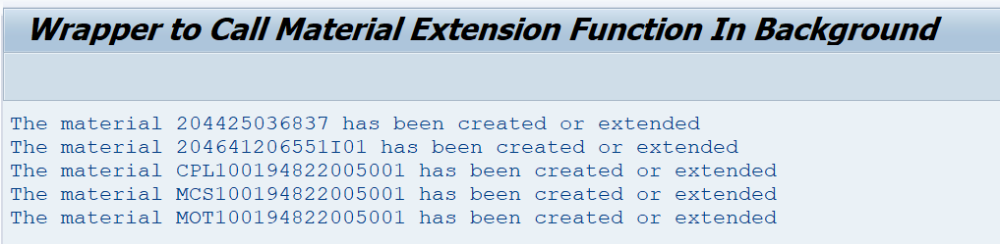 Wrapper to Call Material Extension Function In Background
The material 204425036837 has been created or extended
The material 204641206551I01 has been created or extended
The material CPL100194822005001 has been created or extended
The material MCS100194822005001 has been created or extended
The material MOT100194822005001 has been created or extended